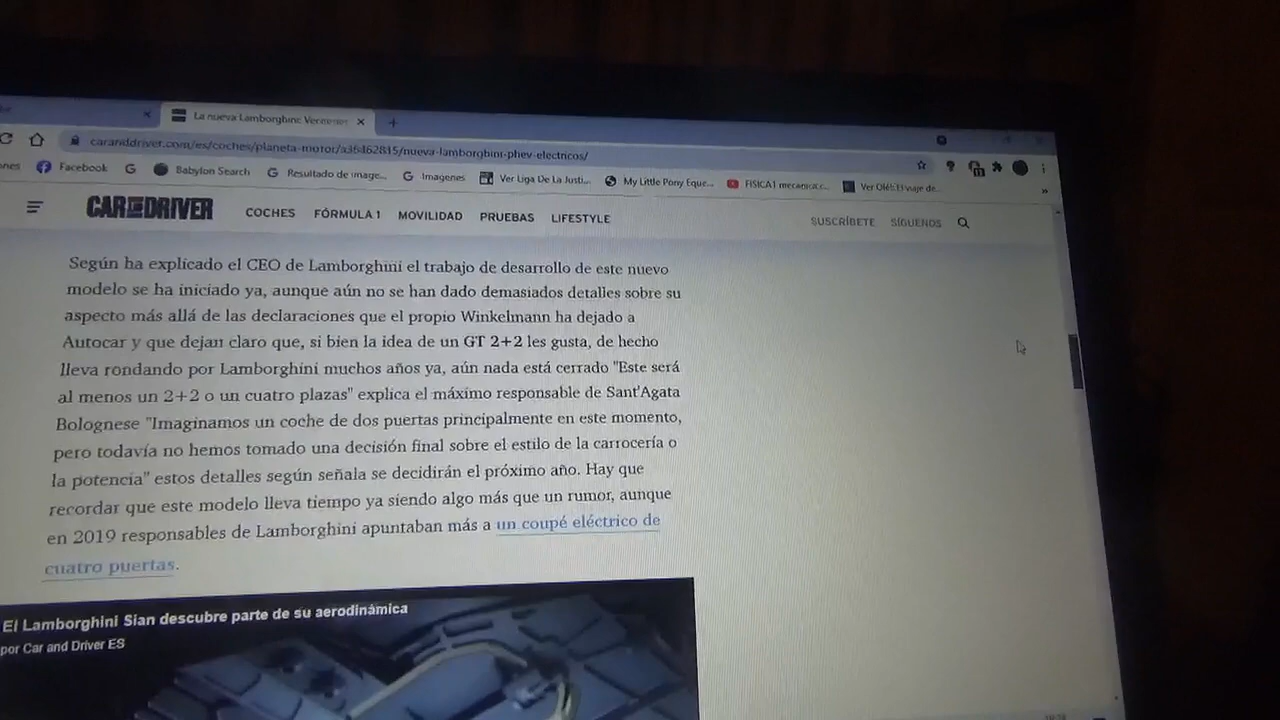 La nueva Lamborghini
caranddriver.com/es/coches/planeta-motor/a36462815/nueva-lamborghini-phev-electricos/
Facebook
G
Babylon Search
Resultado de image...
Imagenes
Ver Liga De La Justi...
My Little Pony Eque...
FISICA1 mecanica:c...
Ver Olé! El viaje de...
CAR AND DRIVER
COCHES
FÓRMULA 1
MOVILIDAD
PRUEBAS
LIFESTYLE
SUSCRÍBETE
SÍGUENOS
Según ha explicado el CEO de Lamborghini el trabajo de desarrollo de este nuevo
modelo se ha iniciado ya, aunque aún no se han dado demasiados detalles sobre su
aspecto más allá de las declaraciones que el propio Winkelmann ha dejado a
Autocar y que dejan claro que, si bien la idea de un GT 2+2 les gusta, de hecho
lleva rondando por Lamborghini muchos años ya, aún nada está cerrado "Este será
al menos un 2+2 o un cuatro plazas" explica el máximo responsable de Sant'Agata
Bolognese "Imaginamos un coche de dos puertas principalmente en este momento,
pero todavía no hemos tomado una decisión final sobre el estilo de la carrocería o
la potencia" estos detalles según señala se decidirán el próximo año. Hay que
recordar que este modelo lleva tiempo ya siendo algo más que un rumor, aunque
en 2019 responsables de Lamborghini apuntaban más a un coupé eléctrico de
cuatro puertas.
El Lamborghini Sian descubre parte de su aerodinámica
por Car and Driver ES